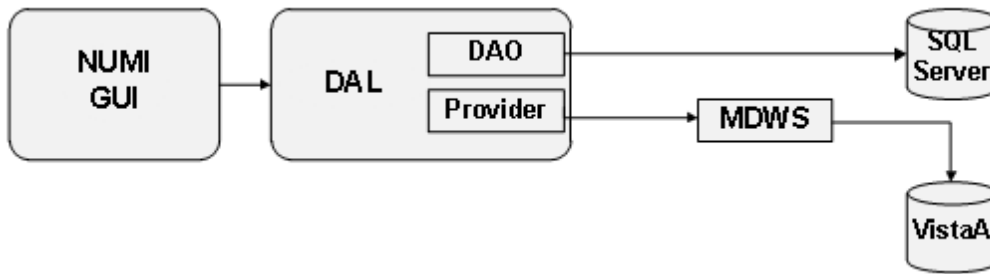 NUMI
GUI
DAL
DAO
Provider
MDWS
SQL
Server
VistaA